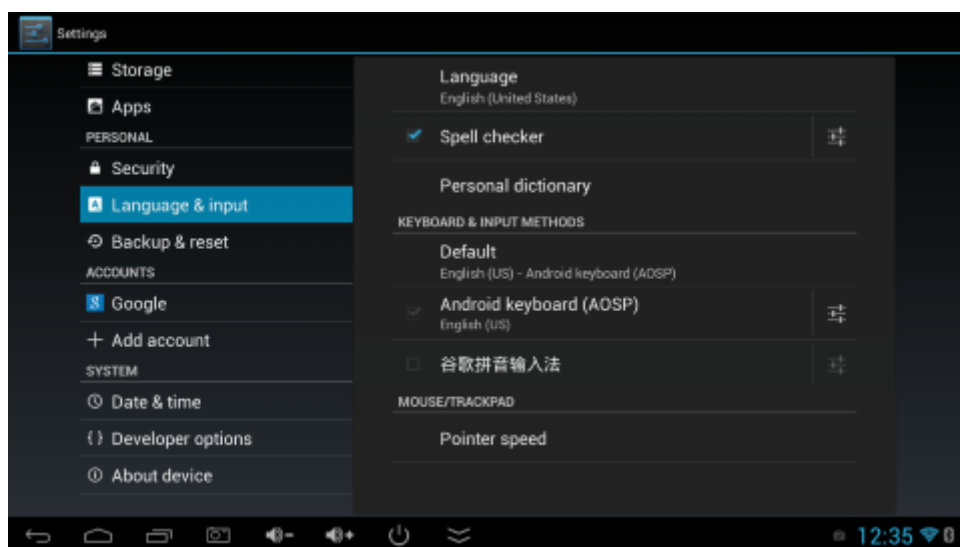 Settings
Storage
Apps
PERSONAL
Security
Language & input
Backup & reset
ACCOUNTS
Google
Add account
SYSTEM
Date & time
Developer options
About device
Language
English (United States)
Spell checker
Personal dictionary
KEYBOARD & INPUT METHODS
Default
English (US) - Android keyboard (AOSP)
Android keyboard (AOSP)
English (US)
谷歌拼音输入法
MOUSE/TRACKPAD
Pointer speed
12:35